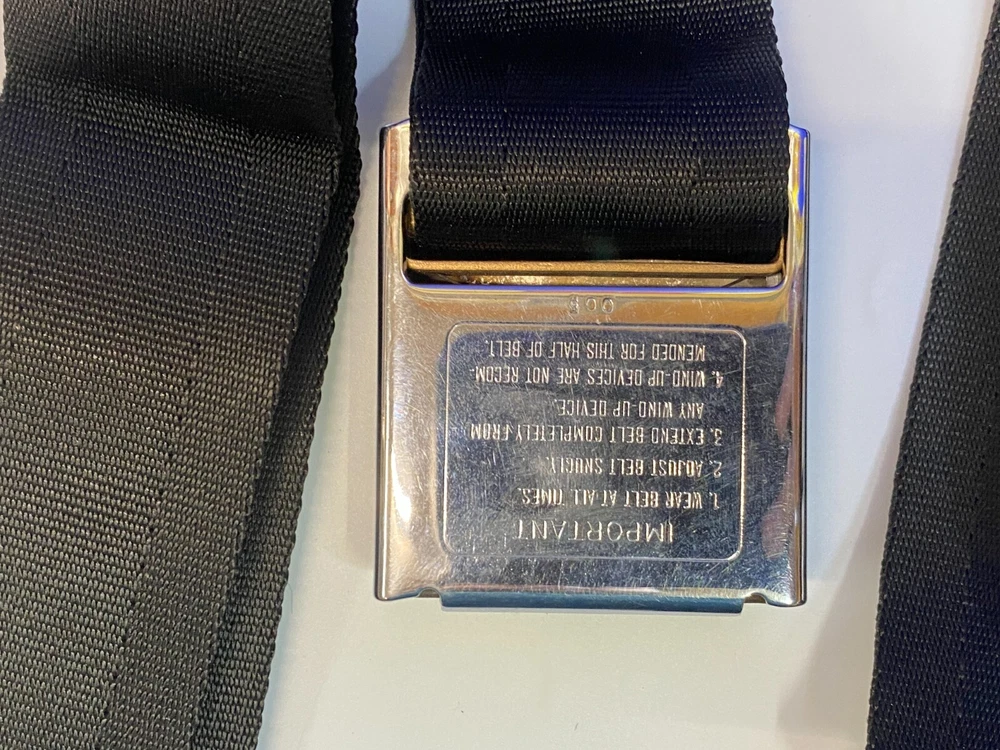 IMPORTANT
1. WEAR BELT AT ALL TIMES.
2. ADJUST BELT SNUGLY.
3. EXTEND BELT COMPLETELY FROM
ANY WIND-UP DEVICE.
4. WIND-UP DEVICES ARE NOT RECOM-
MENDED FOR THIS HALF OF BELT.